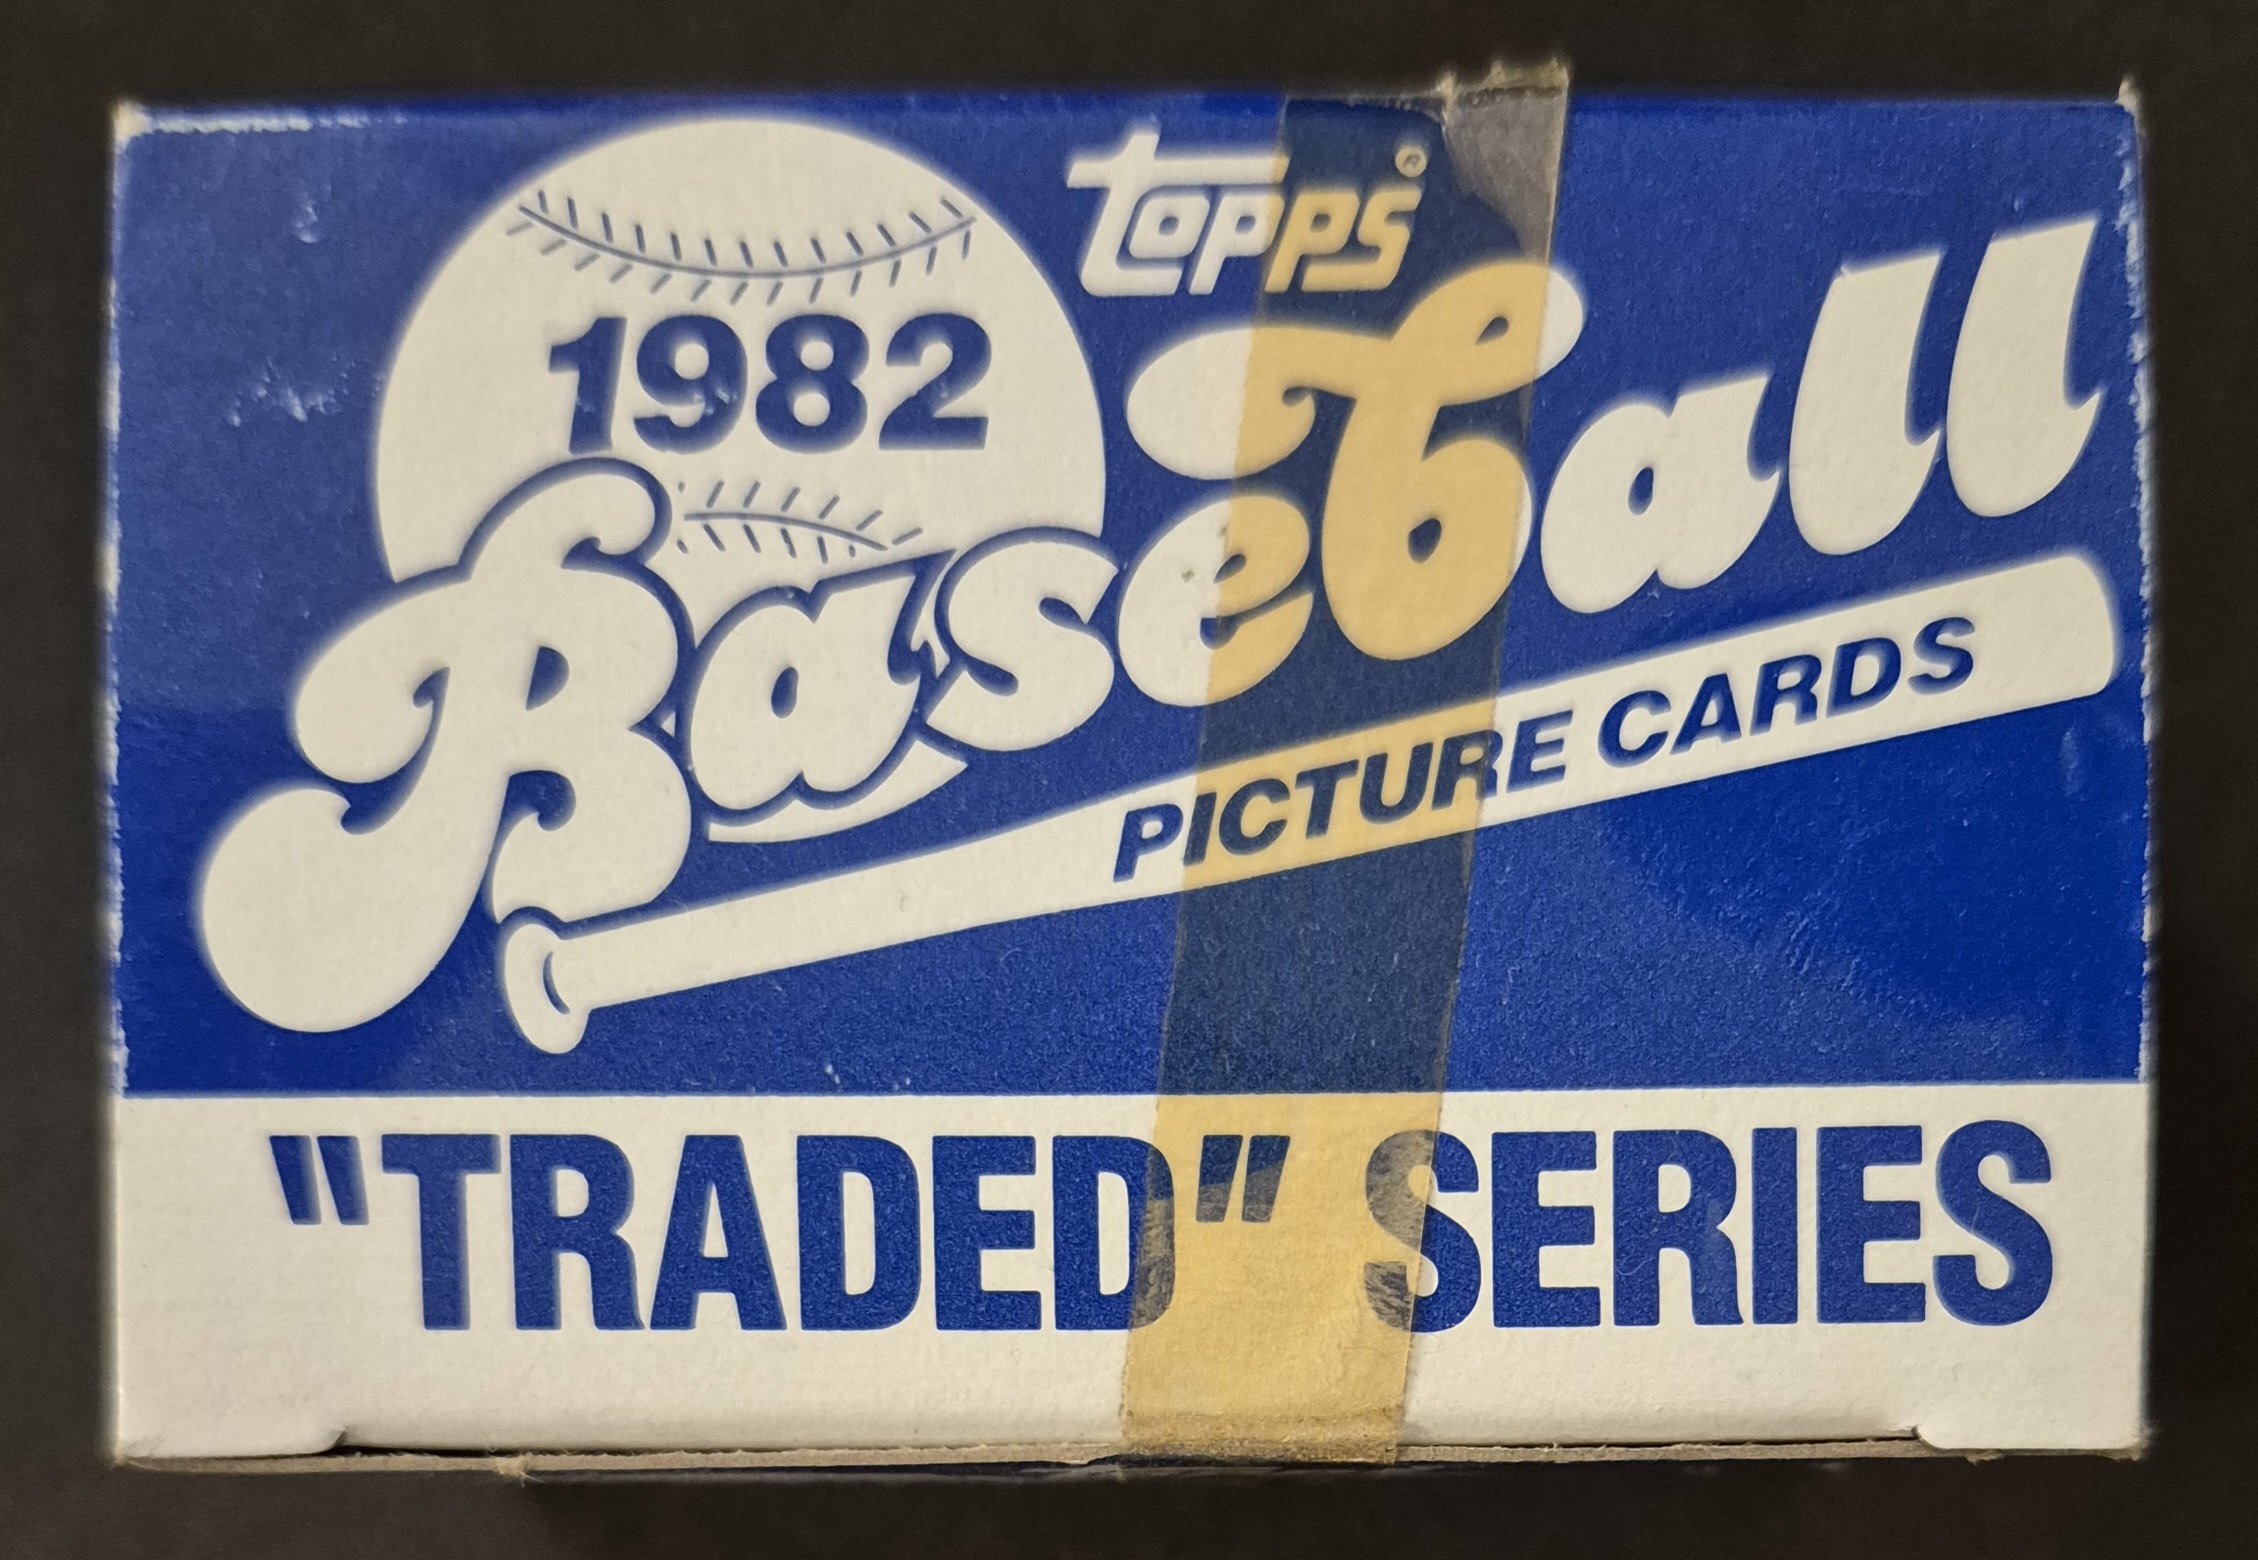 topps®
1982
Baseball
PICTURE CARDS
"TRADED" SERIES